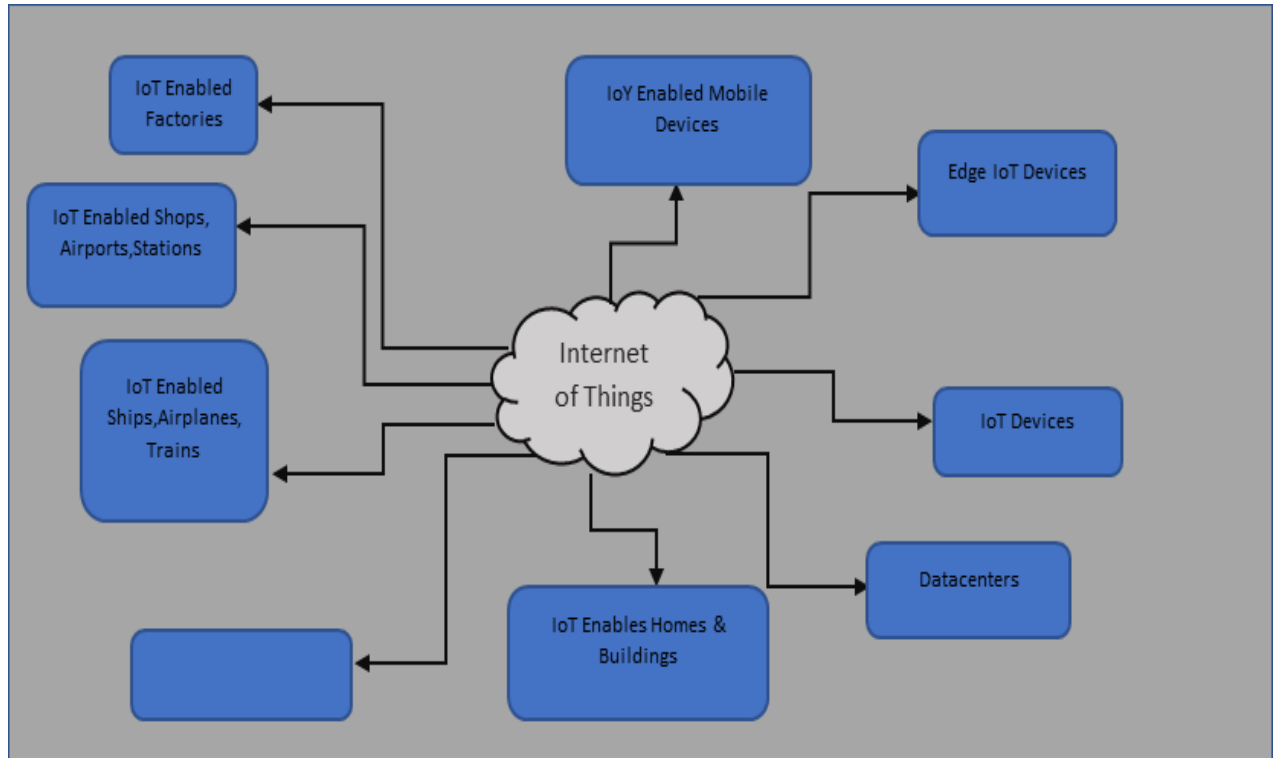 IoT Enabled
Factories
IoY Enabled Mobile
Devices
Edge IoT Devices
IoT Enabled Shops,
Airports,Stations
Internet
of Things
IoT Enabled
Ships,Airplanes,
Trains
IoT Devices
Datacenters
IoT Enables Homes &
Buildings